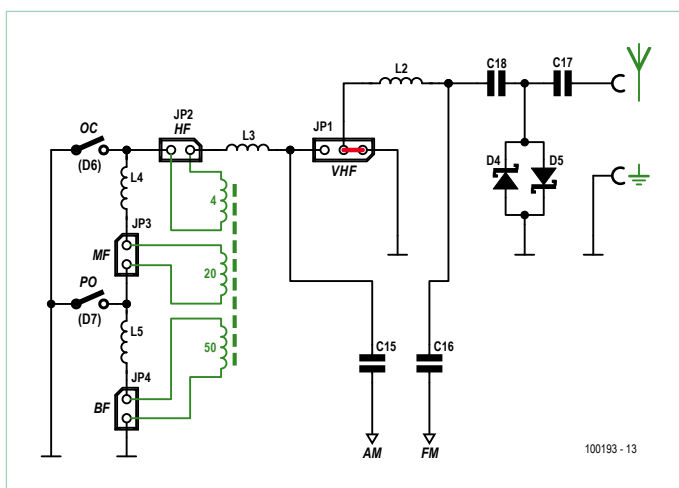 L2
C18
C17
JP2
HF
L3
JP1
VHF
OC
(D6)
L4
4
D4
D5
JP3
MF
20
PO
(D7)
L5
50
C15
C16
JP4
BF
AM
FM
100193 - 13